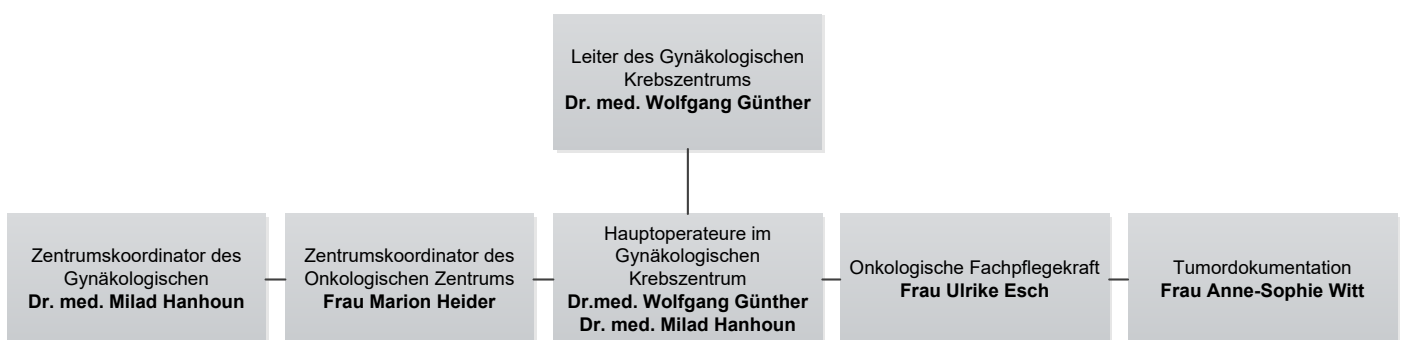 Leiter des Gynäkologischen
Krebszentrums
Dr. med. Wolfgang Günther
Zentrumskoordinator des
Gynäkologischen
Dr. med. Milad Hanhoun
Zentrumskoordinator des
Onkologischen Zentrums
Frau Marion Heider
Hauptoperateure im
Gynäkologischen
Krebszentrum
Dr.med. Wolfgang Günther
Dr. med. Milad Hanhoun
Onkologische Fachpflegekraft
Frau Ulrike Esch
Tumordokumentation
Frau Anne-Sophie Witt